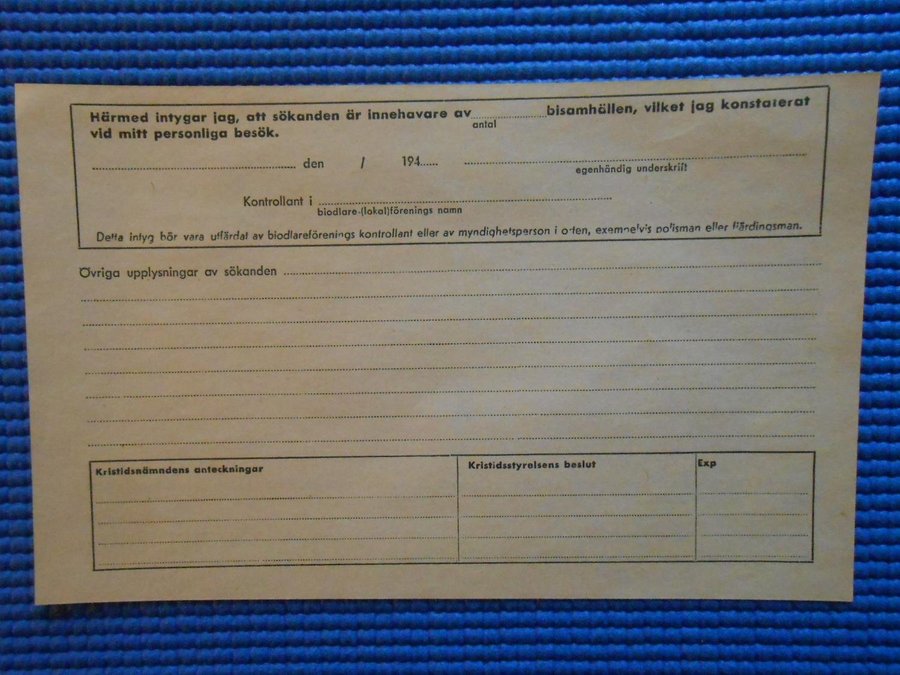 Härmed intygar jag, att sökanden är innehavare av............bisamhällen, vilket jag konstaterat
antal
vid mitt personliga besök.
den / 194.....
egenhändig underskrift
Kontrollant i
biodlare-(lokal)förenings namn
Detta intyg bör vara utfärdat av biodlareförenings kontrollant eller av myndighetsperson i orten, exempelvis polisman eller fjärdingsman.
Övriga upplysningar av sökanden
Kristidsnämndens anteckningar Kristidsstyrelsens beslut Exp